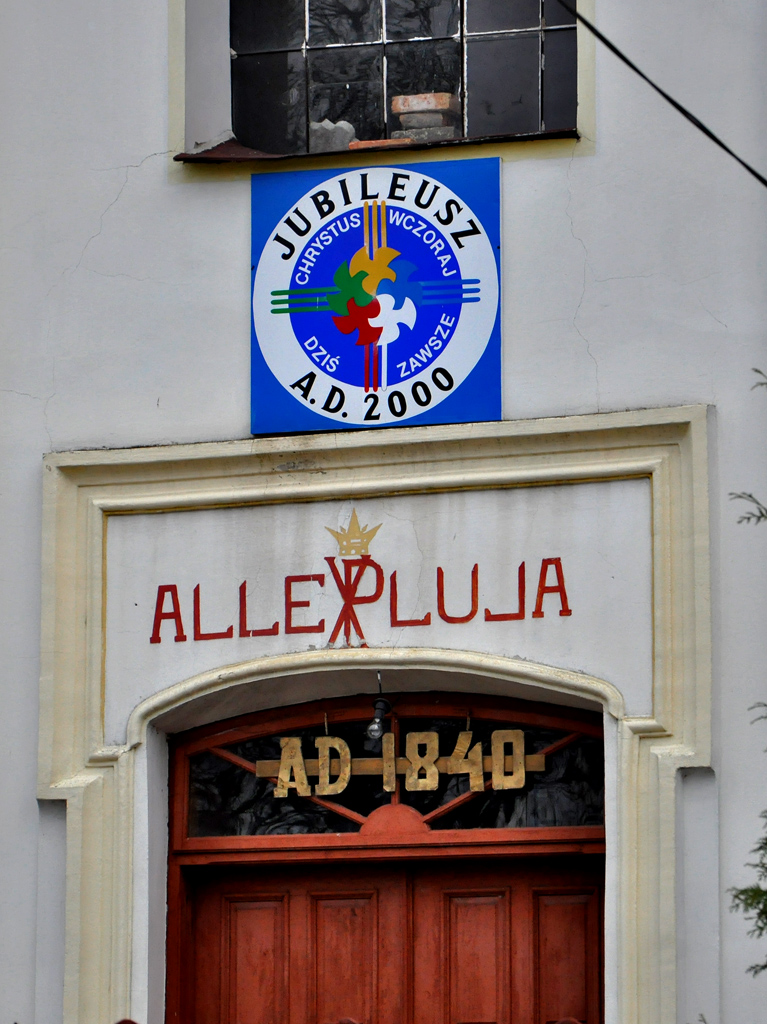 JUBILEUSZ
CHRYSTUS WCZORAJ
DZIŚ ZAWSZE
A.D. 2000
ALLELUJA
AD 1840